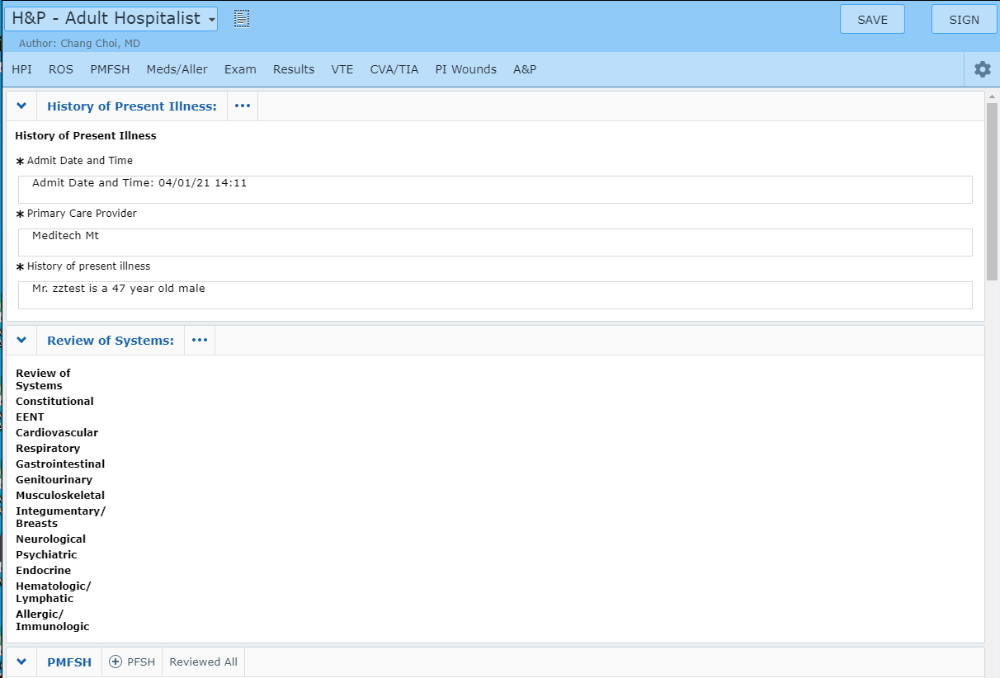 H&P - Adult Hospitalist
SAVE
SIGN
Author: Chang Choi, MD
HPI ROS PMFSH Meds/Aller Exam Results VTE CVA/TIA PI Wounds A&P
History of Present Illness:
History of Present Illness
* Admit Date and Time
Admit Date and Time: 04/01/21 14:11
* Primary Care Provider
Meditech Mt
* History of present illness
Mr. zztest is a 47 year old male
Review of Systems:
Review of
Systems
Constitutional
EENT
Cardiovascular
Respiratory
Gastrointestinal
Genitourinary
Musculoskeletal
Integumentary/
Breasts
Neurological
Psychiatric
Endocrine
Hematologic/
Lymphatic
Allergic/
Immunologic
PMFSH PFSH Reviewed All